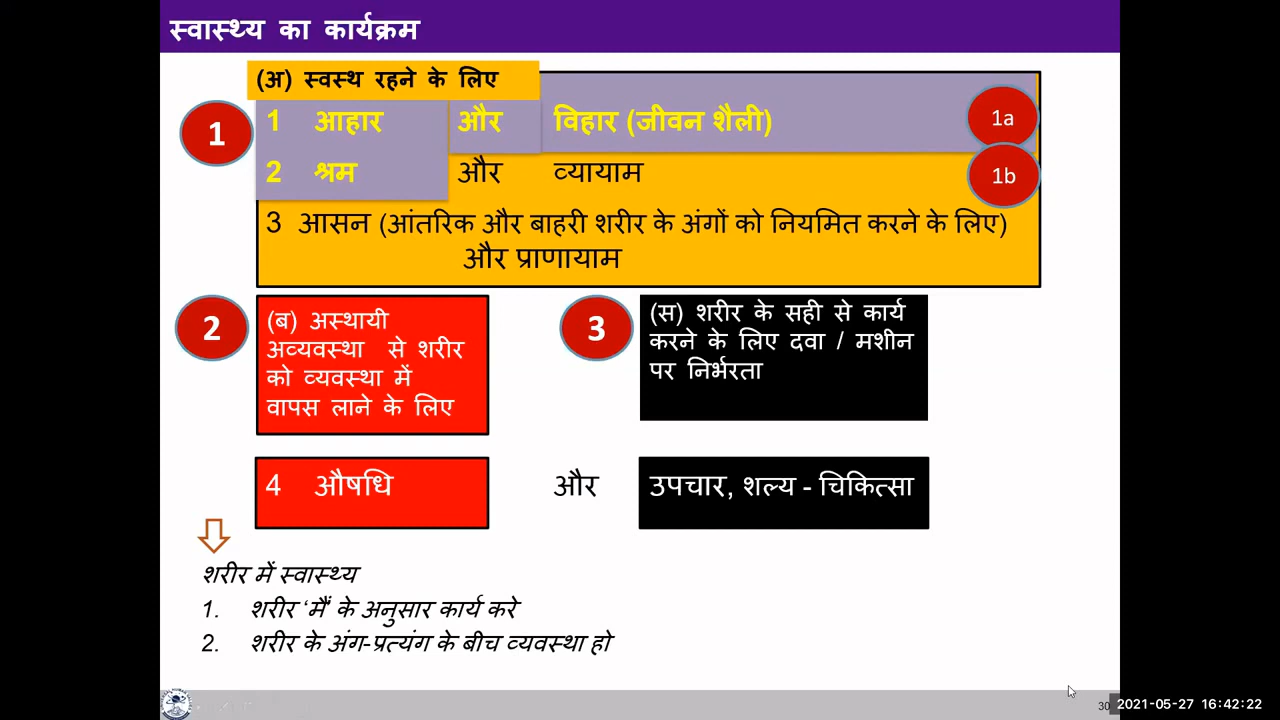 स्वास्थ्य का कार्यक्रम
(अ) स्वस्थ रहने के लिए
1
1 आहार और विहार (जीवन शैली)
1a
2 श्रम और व्यायाम
1b
3 आसन (आंतरिक और बाहरी शरीर के अंगों को नियमित करने के लिए)
और प्राणायाम
2
(ब) अस्थायी
अव्यवस्था से शरीर
को व्यवस्था में
वापस लाने के लिए
3
(स) शरीर के सही से कार्य
करने के लिए दवा / मशीन
पर निर्भरता
4 औषधि और उपचार, शल्य - चिकित्सा
शरीर में स्वास्थ्य
1. शरीर ‘मैं’ के अनुसार कार्य करे
2. शरीर के अंग-प्रत्यंग के बीच व्यवस्था हो
30
2021-05-27 16:42:22